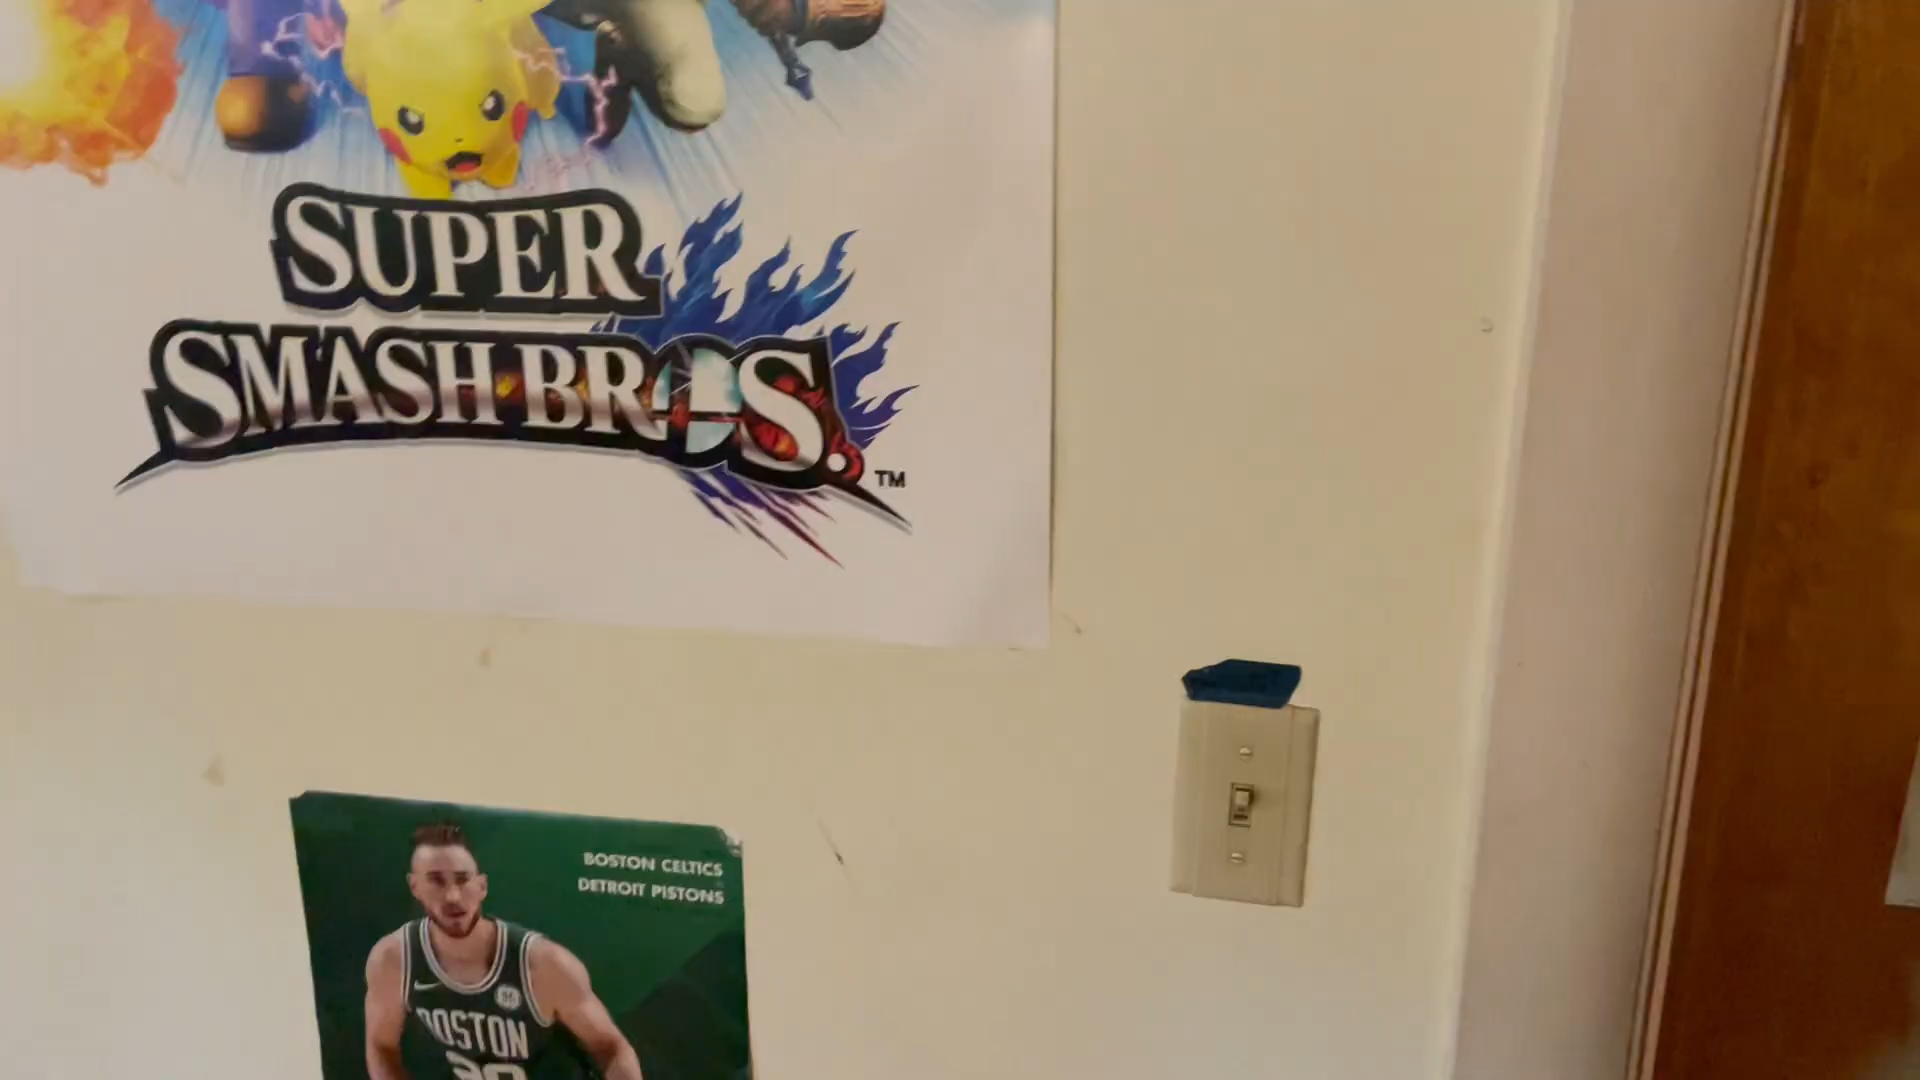 SUPER
SMASH BROS.
TM
BOSTON CELTICS
DETROIT PISTONS
BOSTON